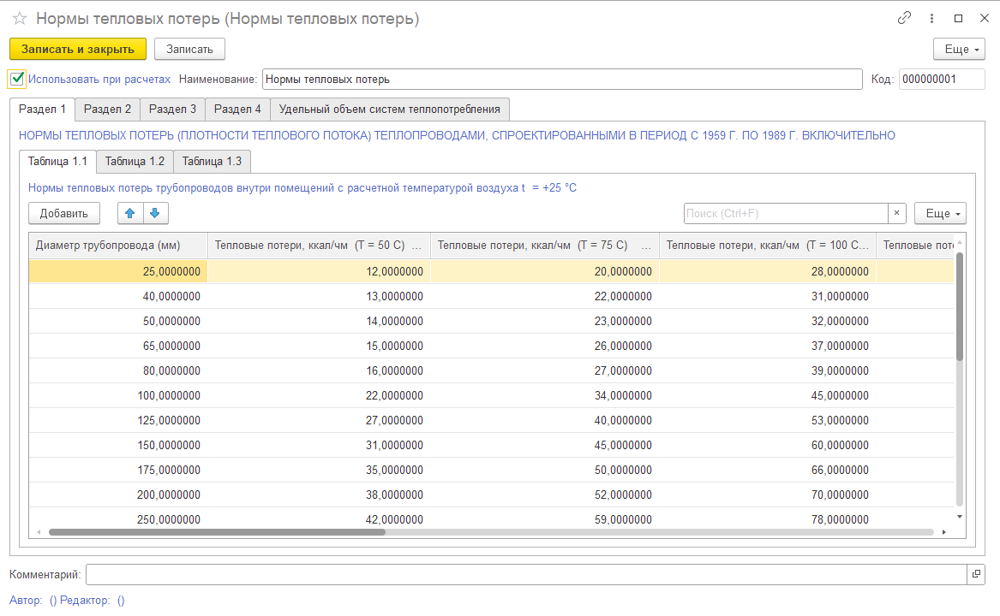 Нормы тепловых потерь (Нормы тепловых потерь)
Записать и закрыть Записать Еще
Использовать при расчетах Наименование: Нормы тепловых потерь Код: 000000001
Раздел 1 Раздел 2 Раздел 3 Раздел 4 Удельный объем систем теплопотребления
НОРМЫ ТЕПЛОВЫХ ПОТЕРЬ (ПЛОТНОСТИ ТЕПЛОВОГО ПОТОКА) ТЕПЛОПРОВОДАМИ, СПРОЕКТИРОВАННЫМИ В ПЕРИОД С 1959 Г. ПО 1989 Г. ВКЛЮЧИТЕЛЬНО
Таблица 1.1 Таблица 1.2 Таблица 1.3
Нормы тепловых потерь трубопроводов внутри помещений с расчетной температурой воздуха t = +25 °C
Добавить Поиск (Ctrl+F) × Еще
Диаметр трубопровода (мм) Тепловые потери, ккал/чм (Т = 50 С) ... Тепловые потери, ккал/чм (Т = 75 С) ... Тепловые потери, ккал/чм (Т = 100 С... Тепловые пот
25,0000000 12,0000000 20,0000000 28,0000000
40,0000000 13,0000000 22,0000000 31,0000000
50,0000000 14,0000000 23,0000000 32,0000000
65,0000000 15,0000000 26,0000000 37,0000000
80,0000000 16,0000000 27,0000000 39,0000000
100,0000000 22,0000000 34,0000000 45,0000000
125,0000000 27,0000000 40,0000000 53,0000000
150,0000000 31,0000000 45,0000000 60,0000000
175,0000000 35,0000000 50,0000000 66,0000000
200,0000000 38,0000000 52,0000000 70,0000000
250,0000000 42,0000000 59,0000000 78,0000000
Комментарий:
Автор: () Редактор: ()